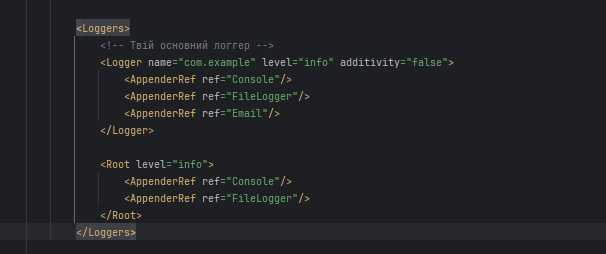 <Loggers>
<!-- Твій основний логгер -->
<Logger name="com.example" level="info" additivity="false">
<AppenderRef ref="Console"/>
<AppenderRef ref="FileLogger"/>
<AppenderRef ref="Email"/>
</Logger>
<Root level="info">
<AppenderRef ref="Console"/>
<AppenderRef ref="FileLogger"/>
</Root>
</Loggers>